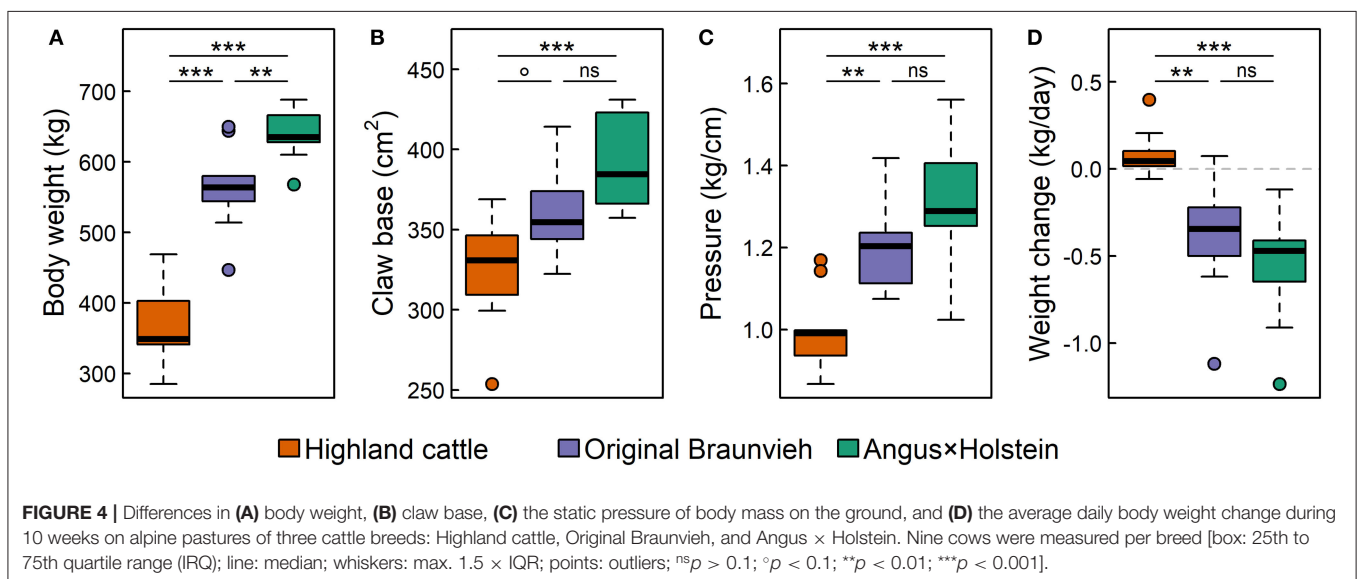 A B C D
*** *** *** ***
*** ** ° ns ** ns ** ns
Body weight (kg)
700
600
500
400
300
Claw base (cm²)
450
400
350
300
250
Pressure (kg/cm)
1.6
1.4
1.2
1.0
Weight change (kg/day)
0.5
0.0
-0.5
-1.0
Highland cattle Original Braunvieh Angus×Holstein
FIGURE 4 | Differences in (A) body weight, (B) claw base, (C) the static pressure of body mass on the ground, and (D) the average daily body weight change during
10 weeks on alpine pastures of three cattle breeds: Highland cattle, Original Braunvieh, and Angus × Holstein. Nine cows were measured per breed [box: 25th to
75th quartile range (IRQ); line: median; whiskers: max. 1.5 × IQR; points: outliers; ⁿˢp > 0.1; °p < 0.1; **p < 0.01; ***p < 0.001].